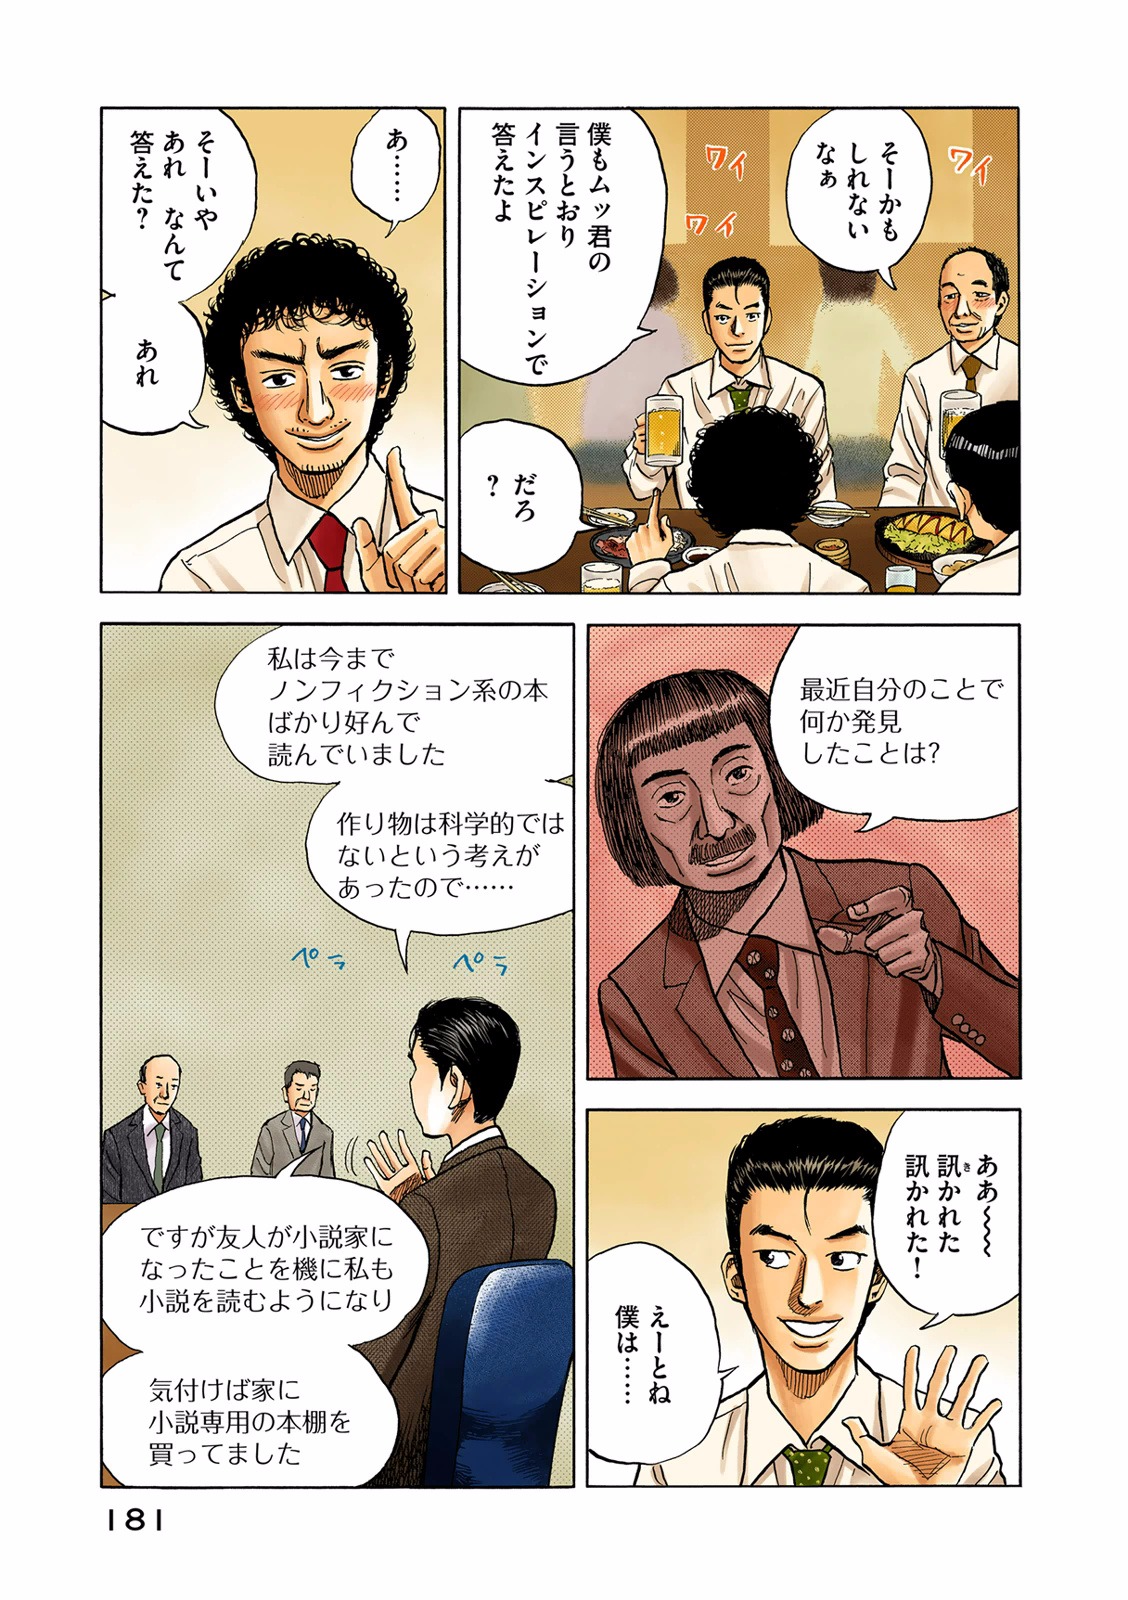 そーかも
しれない
なぁ
ワイ
ワイ
ワイ
僕もムッ君の
言うとおり
インスピレーションで
答えたよ
だろ
?
あ……
そーいや
あれ なんて
答えた?
あれ
最近自分のことで
何か発見
したことは?
ああ〜〜〜
訊かれた
き
訊かれた!
えーとね
僕は……
私は今まで
ノンフィクション系の本
ばかり好んで
読んでいました
作り物は科学的では
ないという考えが
あったので……
ペラ
ペラ
ですが友人が小説家に
なったことを機に私も
小説を読むようになり
気付けば家に
小説専用の本棚を
買ってました
181